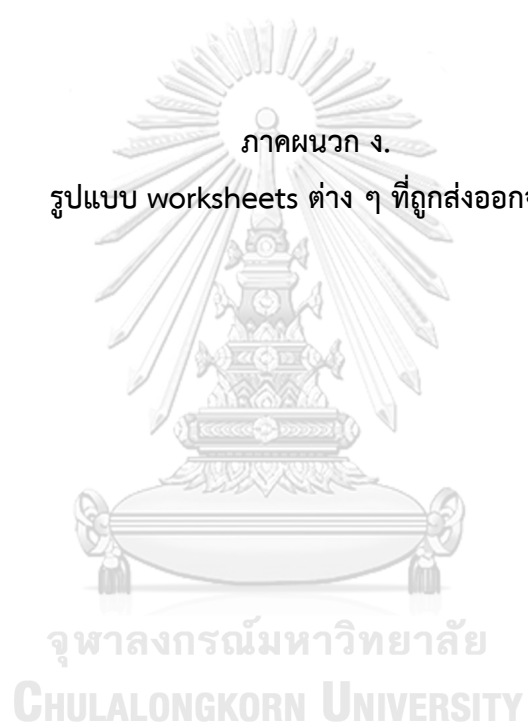 ภาคผนวก ง.
รูปแบบ worksheets ต่าง ๆ ที่ถูกส่งออก
จุฬาลงกรณ์มหาวิทยาลัย
CHULALONGKORN UNIVERSITY